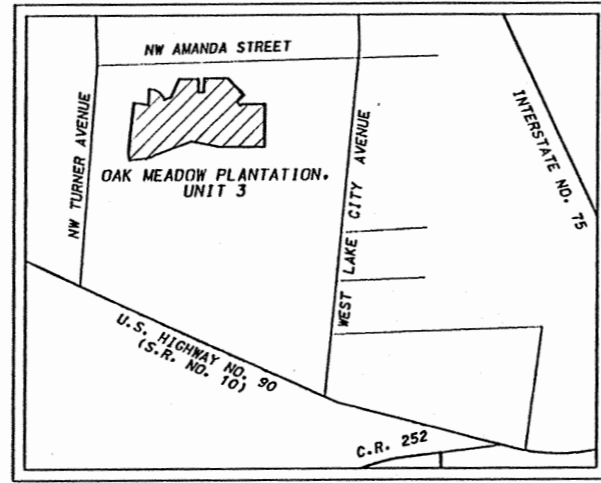 NW AMANDA STREET
NW TURNER AVENUE
OAK MEADOW PLANTATION,
UNIT 3
WEST LAKE CITY AVENUE
INTERSTATE NO. 75
U.S. HIGHWAY NO. 90
(S.R. NO. 10)
C.R. 252